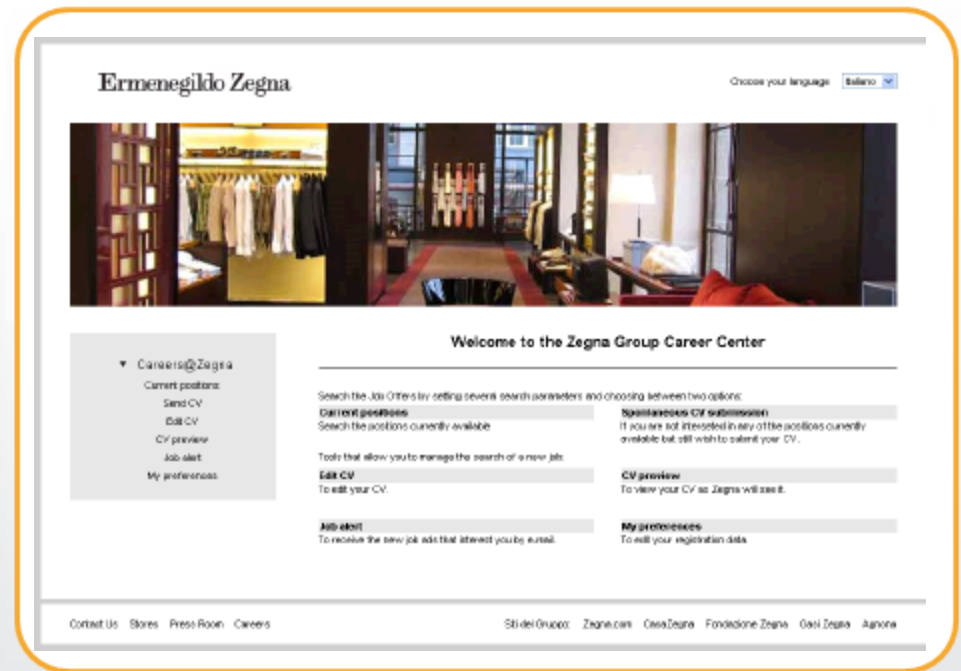 Ermenegildo Zegna
Choose your language Italiano
Welcome to the Zegna Group Career Center
▼ Careers@Zegna
Current positions
Send CV
Edit CV
CV preview
Job alert
My preferences
Search the Job Offers by setting several search parameters and choosing between two options:
Current positions
Search the positions currently available
Spontaneous CV submission
If you are not interested in any of the positions currently
available but still wish to submit your CV.
Tools that allow you to manage the search of a new job:
Edit CV
To edit your CV.
CV preview
To view your CV as Zegna will see it.
Job alert
To receive the new job ads that interest you by e.mail.
My preferences
To edit your registration data.
Contact Us Stores Press Room Careers
Siti del Gruppo: Zegna.com CasaZegna Fondazione Zegna Oasi Zegna Agnona